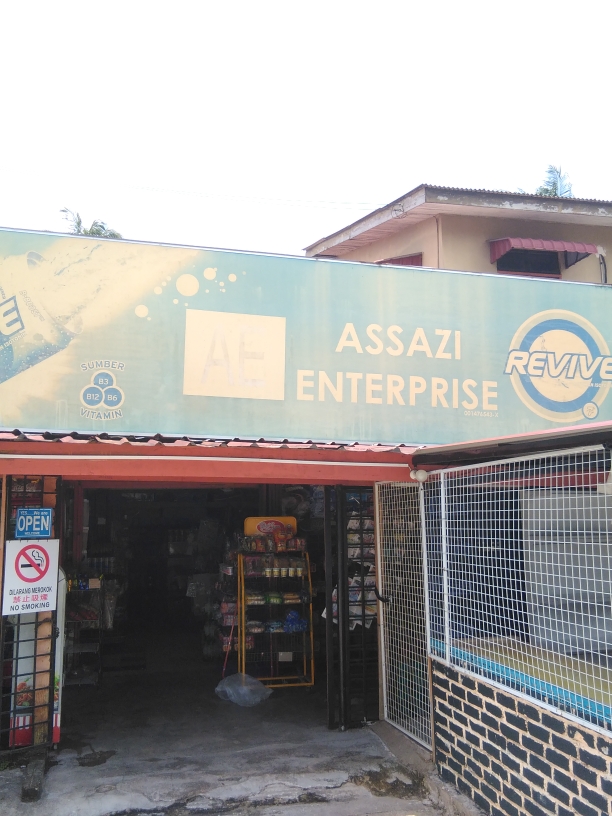 SUMBER
B3
B12 B6
VITAMIN
AE
ASSAZI
ENTERPRISE
REVIVE
OPEN
DILARANG MEROKOK
禁止吸烟
NO SMOKING